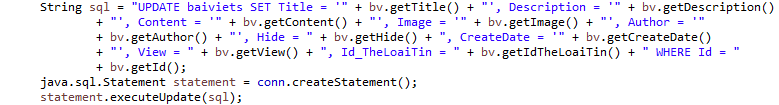 String sql = "UPDATE baiviets SET Title = '" + bv.getTitle() + "', Description = '" + bv.getDescription()
+ "', Content = '" + bv.getContent() + "', Image = '" + bv.getImage() + "', Author = '"
+ bv.getAuthor() + "', Hide = " + bv.getHide() + ", CreateDate = '" + bv.getCreateDate()
+ "', View = " + bv.getView() + ", Id_TheLoaiTin = " + bv.getIdTheLoaiTin() + " WHERE Id = "
+ bv.getId();
java.sql.Statement statement = conn.createStatement();
statement.executeUpdate(sql);